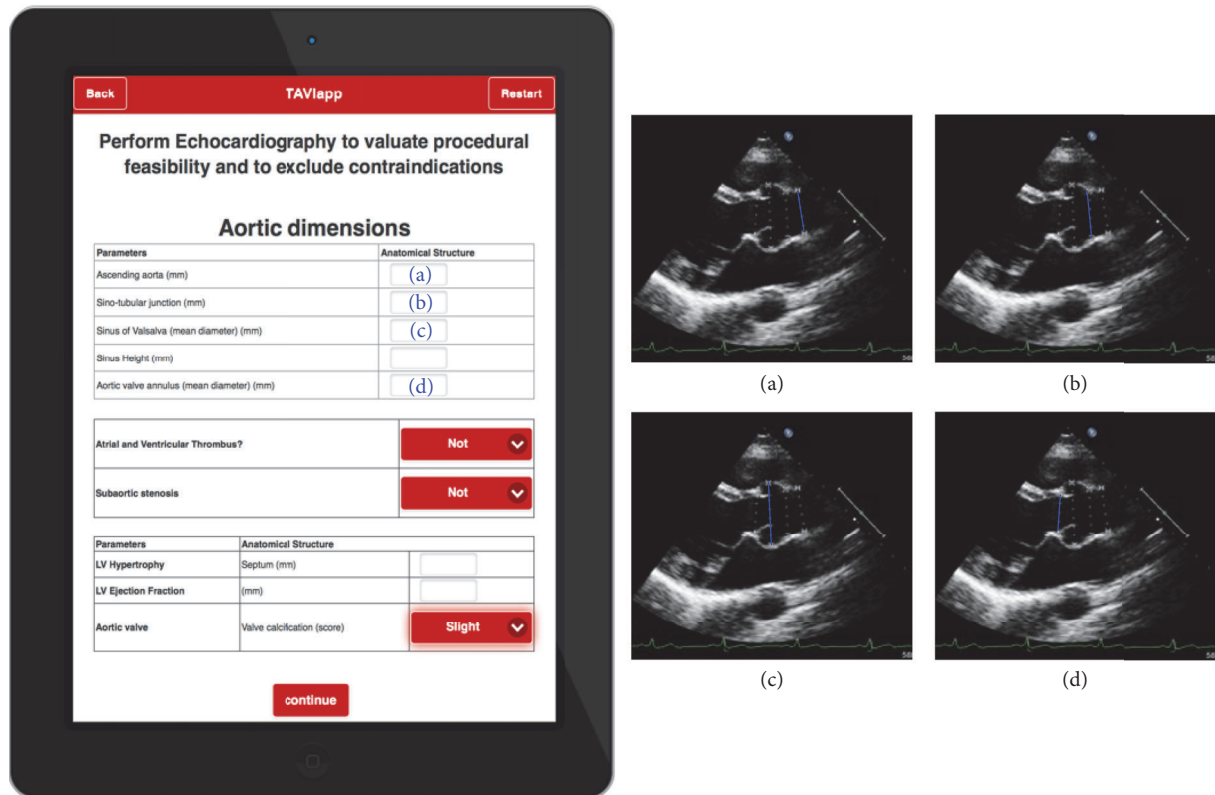 Back
TAVIapp
Restart
Perform Echocardiography to valuate procedural
feasibility and to exclude contraindications
Aortic dimensions
Parameters Anatomical Structure
Ascending aorta (mm) (a)
Sino-tubular junction (mm) (b)
Sinus of Valsalva (mean diameter) (mm) (c)
Sinus Height (mm)
Aortic valve annulus (mean diameter) (mm) (d)
Atrial and Ventricular Thrombus? Not
Subaortic stenosis Not
Parameters Anatomical Structure
LV Hypertrophy Septum (mm)
LV Ejection Fraction (mm)
Aortic valve Valve calcification (score) Slight
continue
(a)
(b)
(c)
(d)